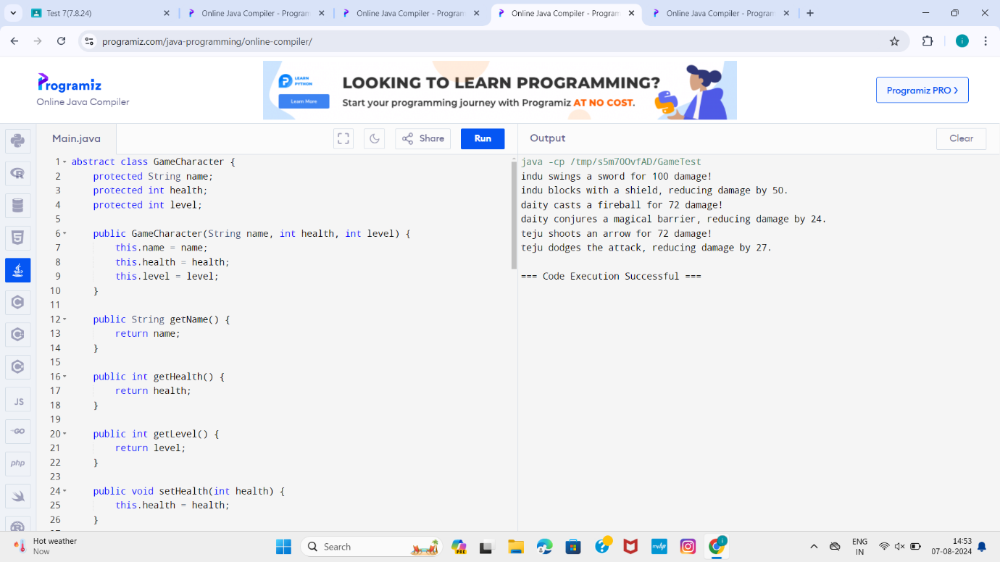 Test 7(7.8.24)
Online Java Compiler - Program
Online Java Compiler - Program
Online Java Compiler - Program
Online Java Compiler - Program
programiz.com/java-programming/online-compiler/
i
Programiz
Online Java Compiler
LEARN
PYTHON
Learn More
LOOKING TO LEARN PROGRAMMING?
Start your programming journey with Programiz AT NO COST.
Programiz PRO >
Main.java
Share
Run
Output
Clear
1 abstract class GameCharacter {
2 protected String name;
3 protected int health;
4 protected int level;
5
6 public GameCharacter(String name, int health, int level) {
7 this.name = name;
8 this.health = health;
9 this.level = level;
10 }
11
12 public String getName() {
13 return name;
14 }
15
16 public int getHealth() {
17 return health;
18 }
19
20 public int getLevel() {
21 return level;
22 }
23
24 public void setHealth(int health) {
25 this.health = health;
26 }
java -cp /tmp/s5m7OOvfAD/GameTest
indu swings a sword for 100 damage!
indu blocks with a shield, reducing damage by 50.
daity casts a fireball for 72 damage!
daity conjures a magical barrier, reducing damage by 24.
teju shoots an arrow for 72 damage!
teju dodges the attack, reducing damage by 27.
=== Code Execution Successful ===
JS
GO
php
Hot weather
Now
Search
PRE
ENG
IN
14:53
07-08-2024